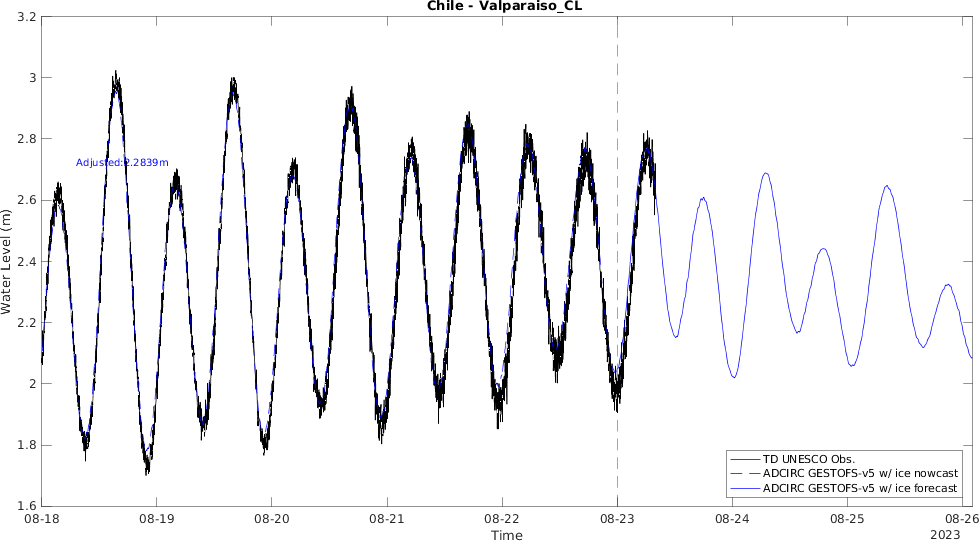 Chile - Valparaiso_CL
3.2
3
2.8
2.6
2.4
2.2
2
1.8
1.6
Water Level (m)
Adjusted:2.2839m
TD UNESCO Obs.
ADCIRC GESTOFS-v5 w/ ice nowcast
ADCIRC GESTOFS-v5 w/ ice forecast
08-18 08-19 08-20 08-21 08-22 08-23 08-24 08-25 08-26
Time
2023